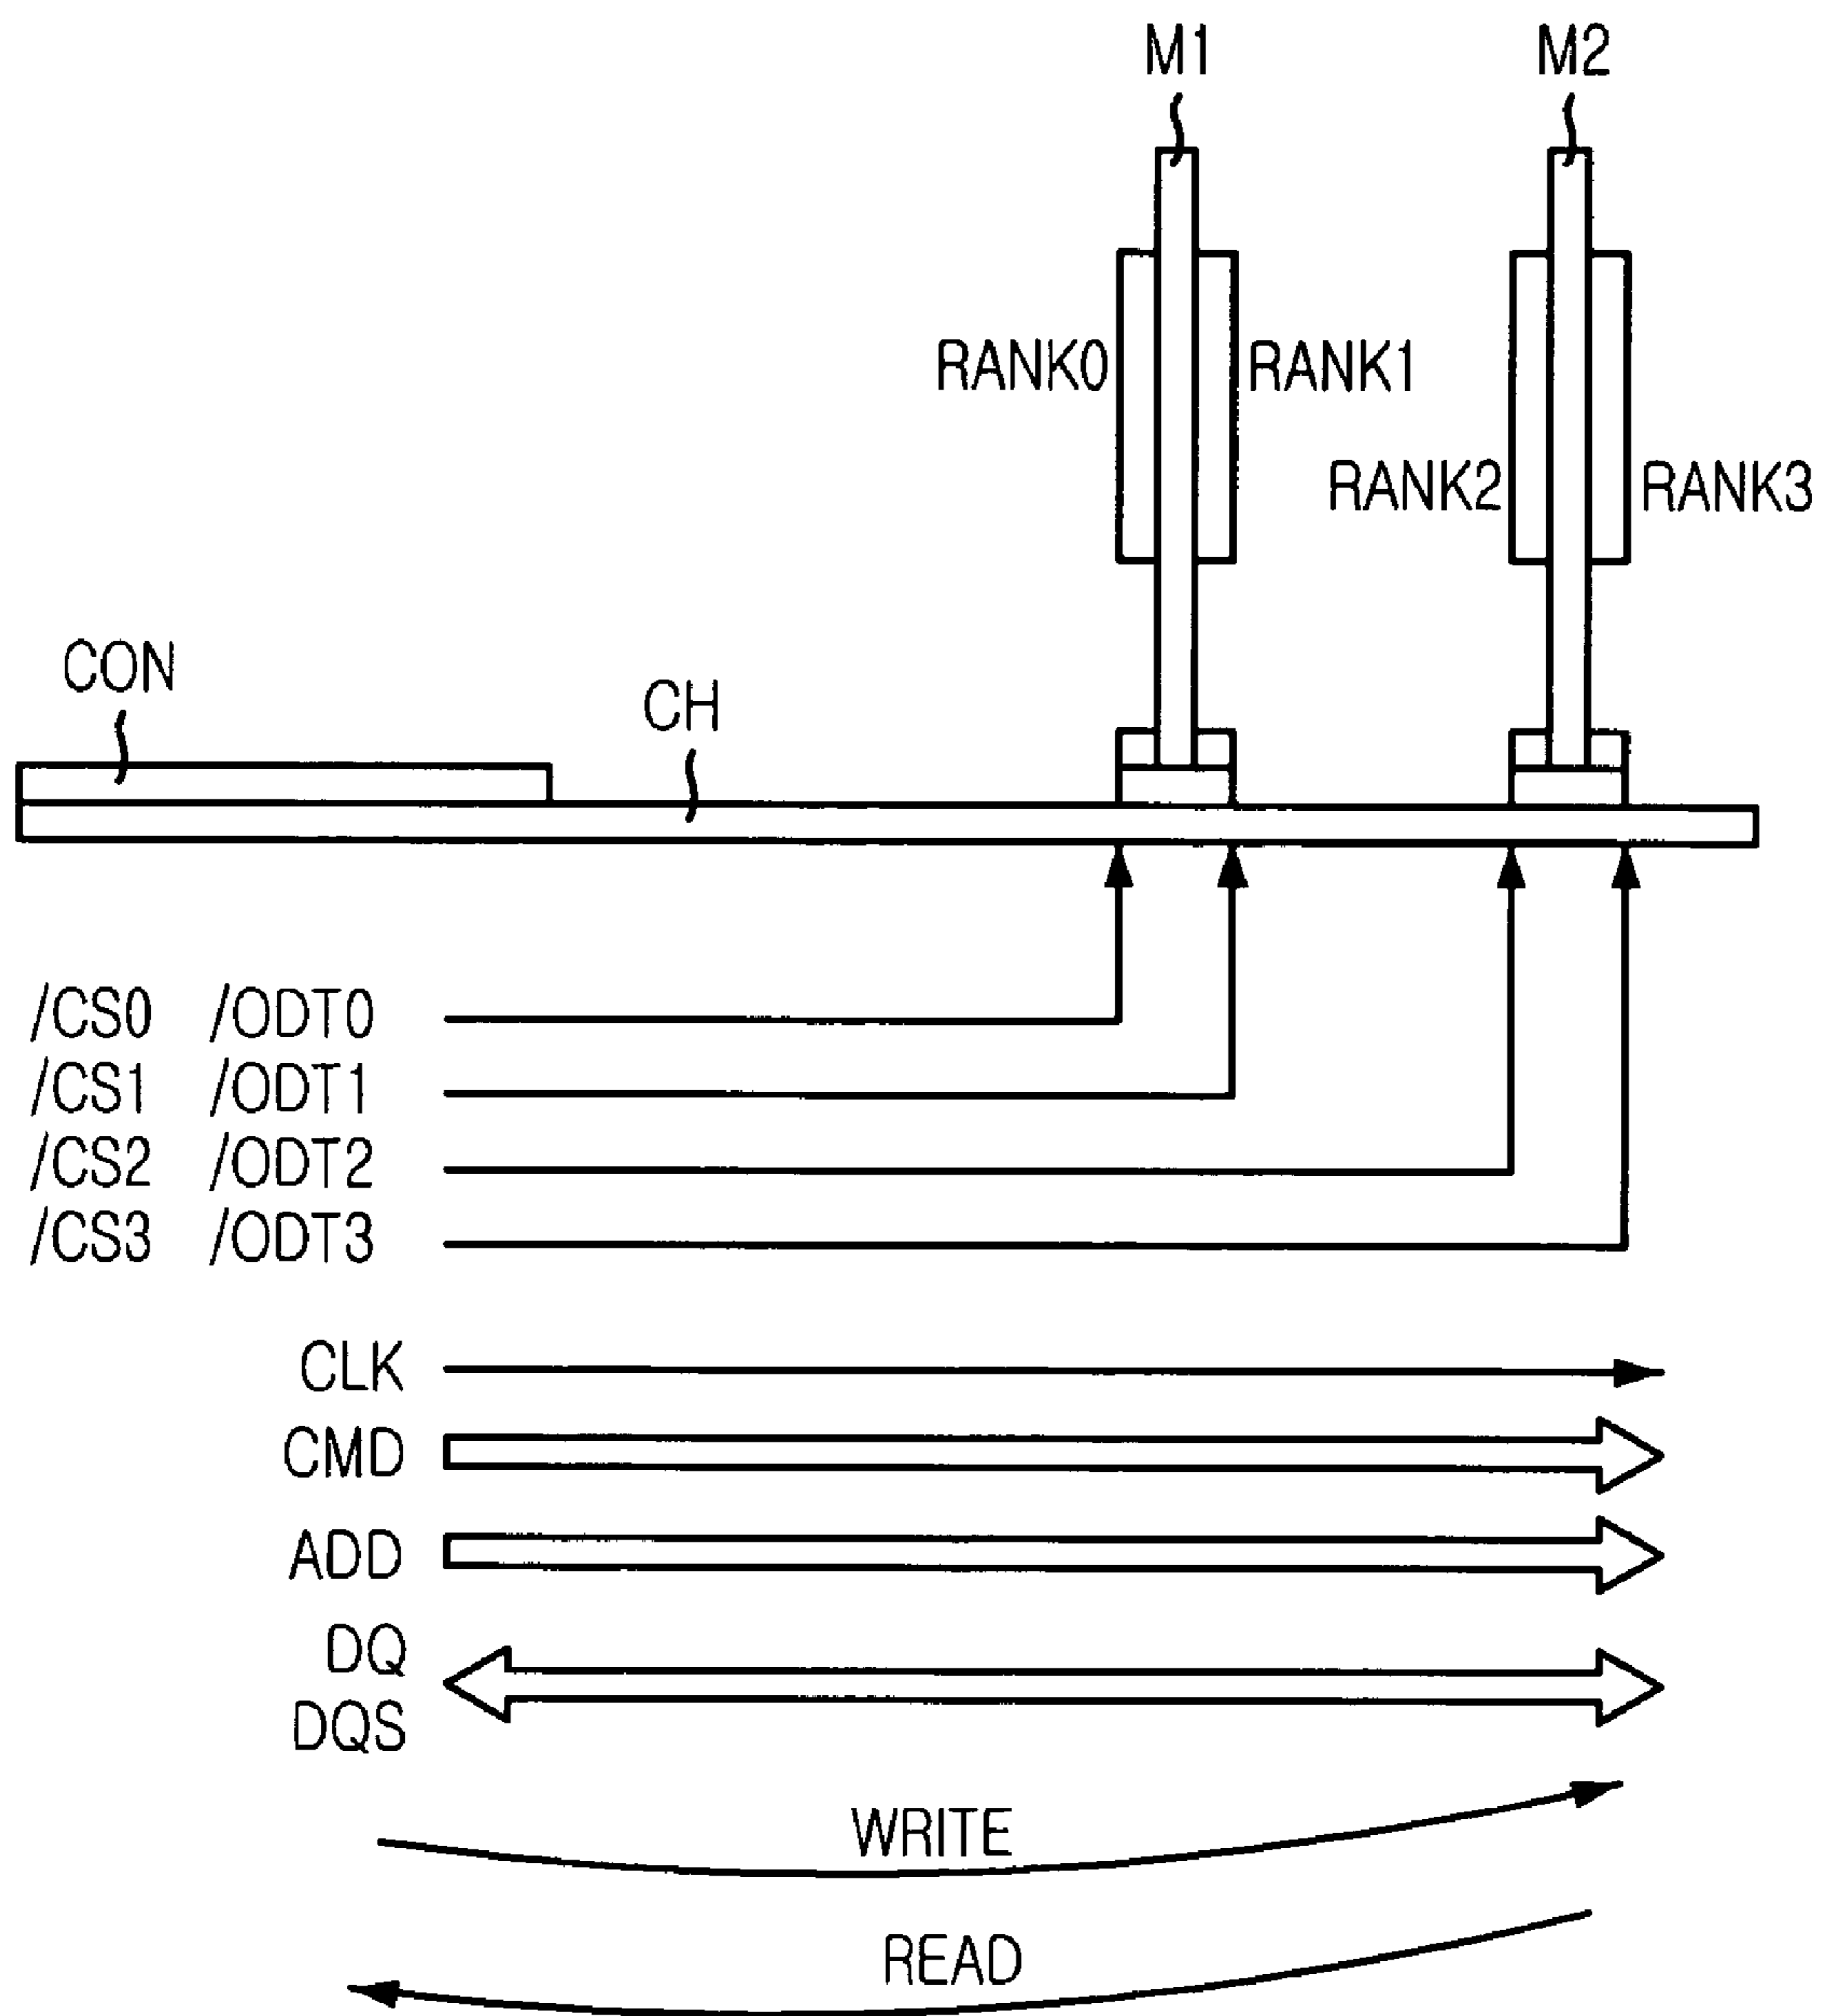 M1 M2
RANK0 RANK1
RANK2 RANK3
CON
CH
/CS0 /ODT0
/CS1 /ODT1
/CS2 /ODT2
/CS3 /ODT3
CLK
CMD
ADD
DQ
DQS
WRITE
READ